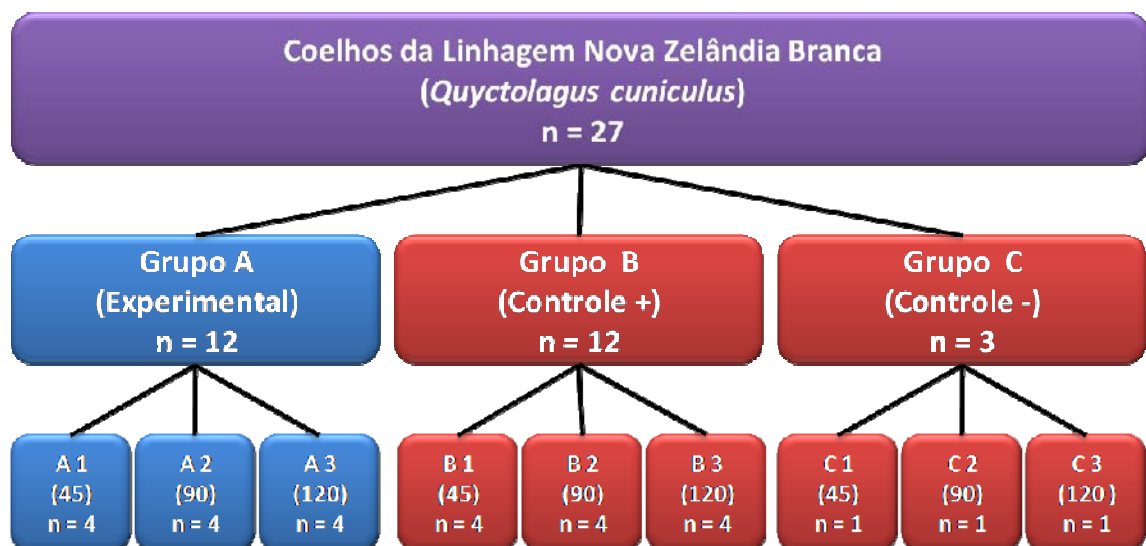 Coelhos da Linhagem Nova Zelândia Branca
(Quyctolagus cuniculus)
n = 27
Grupo A
(Experimental)
n = 12
Grupo B
(Controle +)
n = 12
Grupo C
(Controle -)
n = 3
A 1
(45)
n = 4
A 2
(90)
n = 4
A 3
(120)
n = 4
B 1
(45)
n = 4
B 2
(90)
n = 4
B 3
(120)
n = 4
C 1
(45)
n = 1
C 2
(90)
n = 1
C 3
(120 )
n = 1